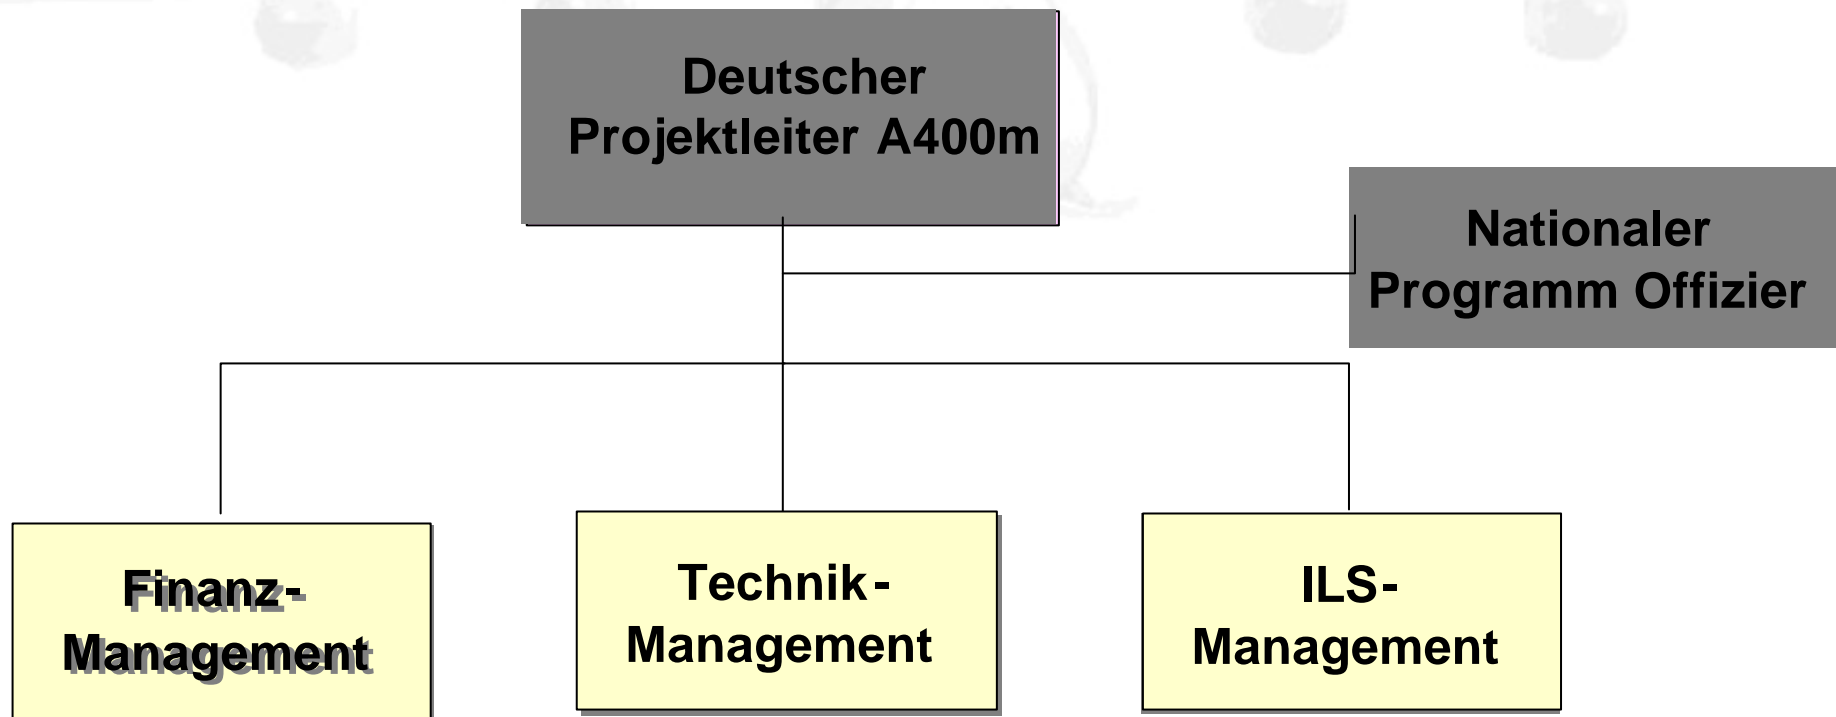 Deutscher
Projektleiter A400m
Nationaler
Programm Offizier
Finanz-
Management
Technik-
Management
ILS-
Management